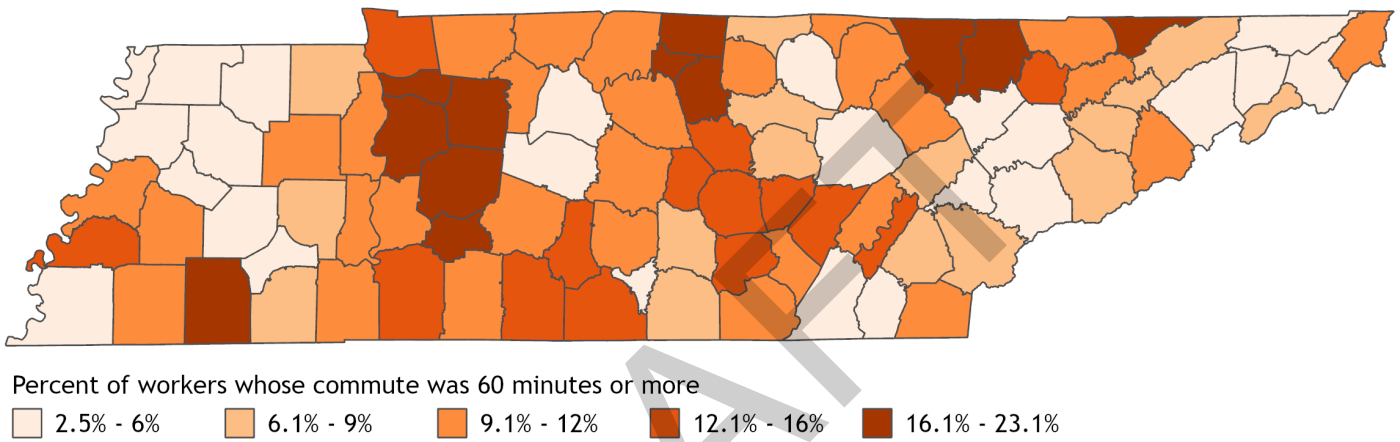 Percent of workers whose commute was 60 minutes or more
2.5% - 6%
6.1% - 9%
9.1% - 12%
12.1% - 16%
16.1% - 23.1%